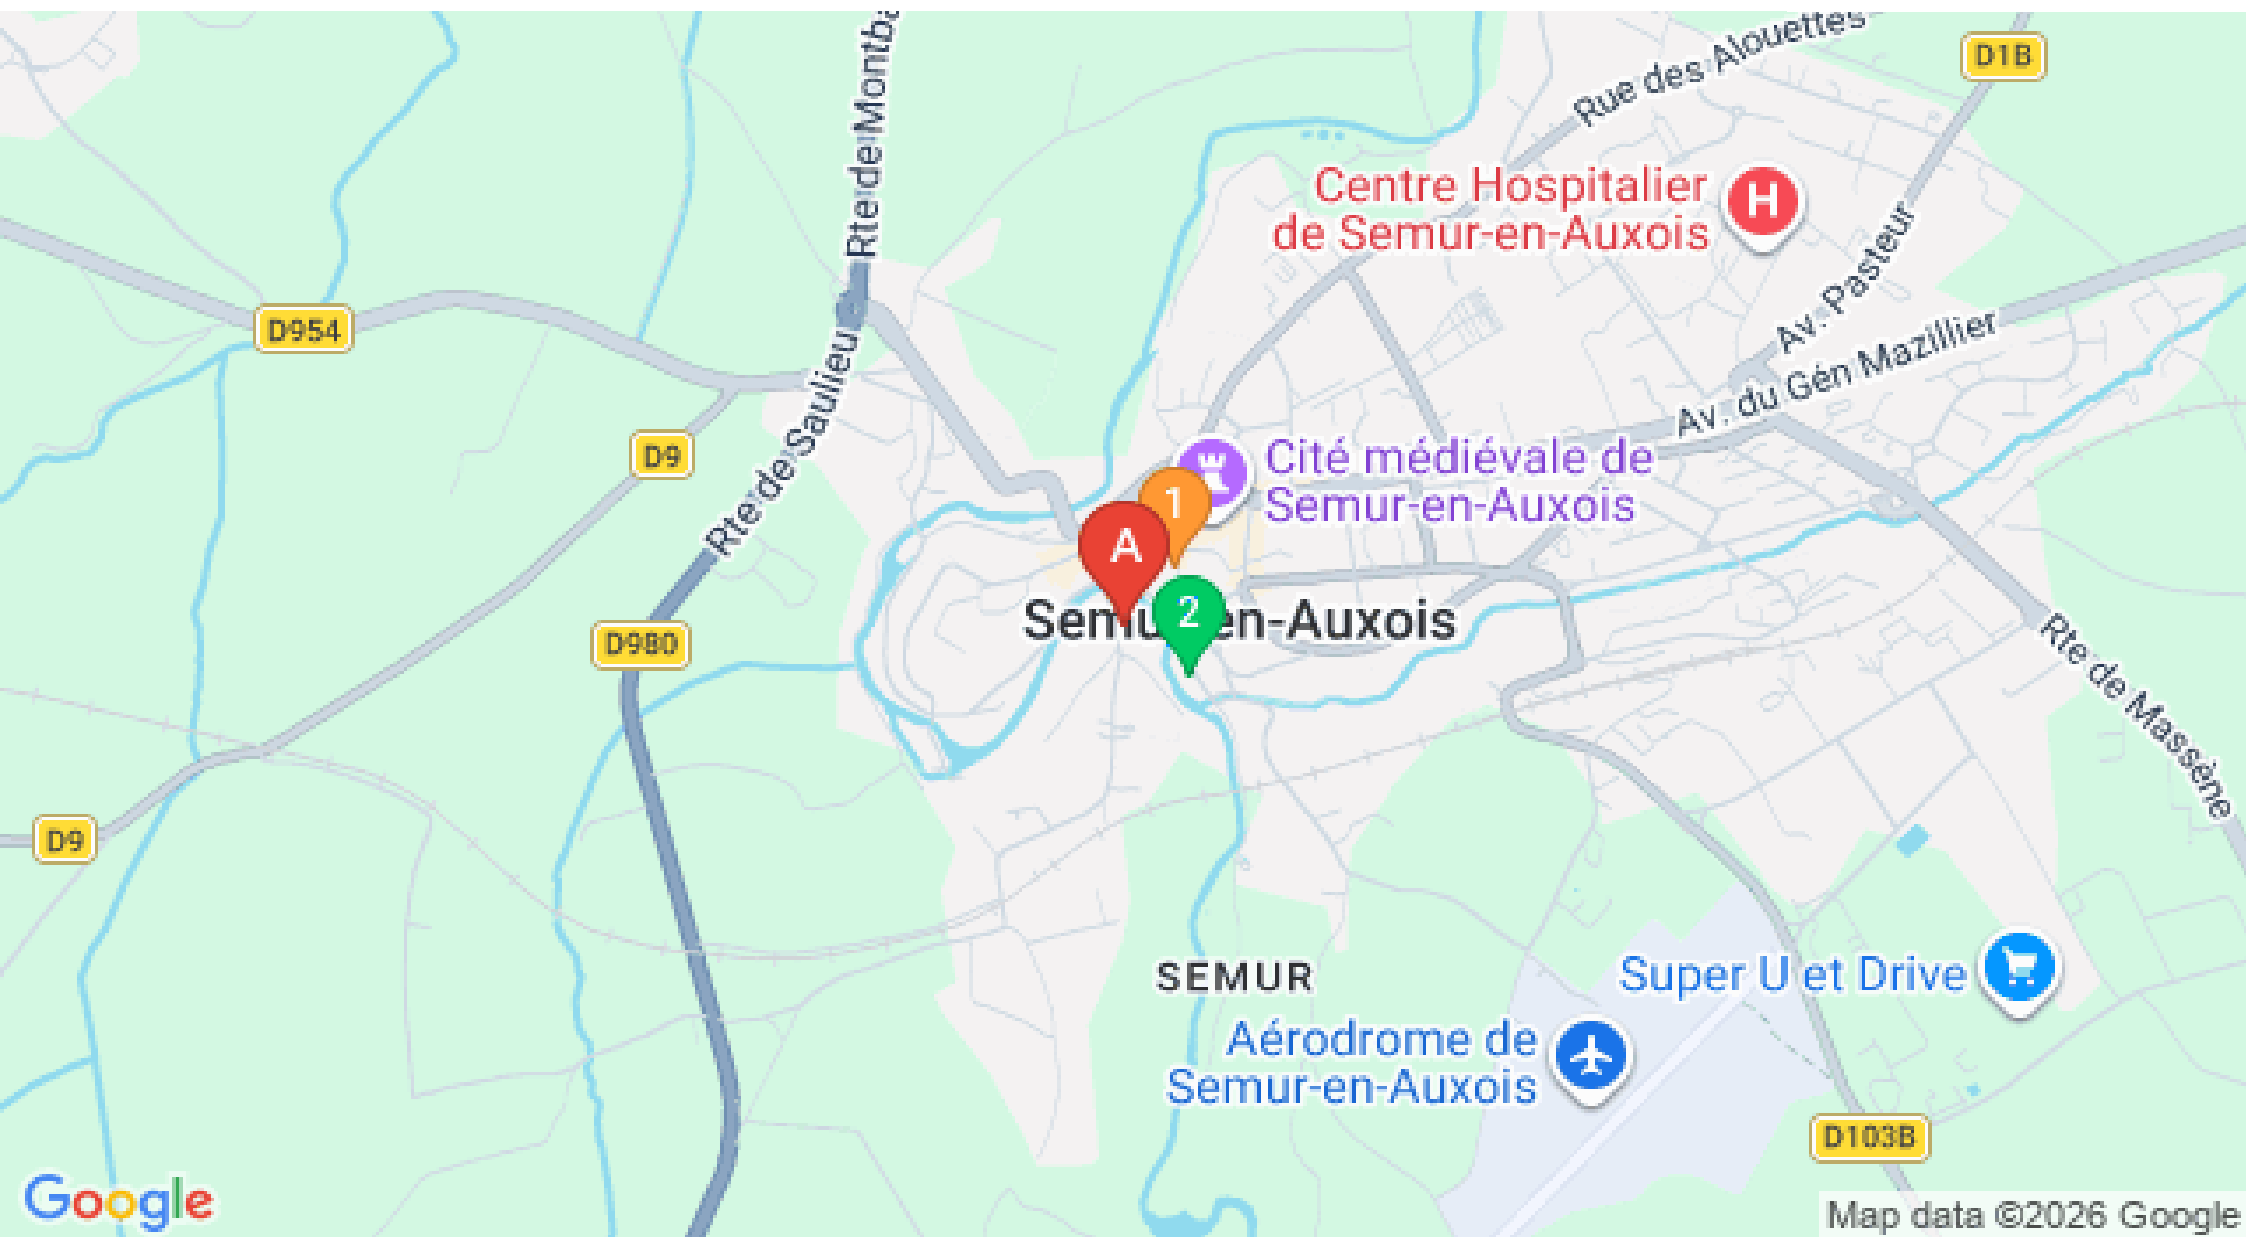 Rte de Montba
Rue des Alouettes
D1B
Centre Hospitalier
de Semur-en-Auxois
H
Av. Pasteur
D954
Av. du Gén Mazillier
Rte de Saulieu
D9
Cité médiévale de
Semur-en-Auxois
1
A
2
Semur-en-Auxois
D980
Rte de Massène
D9
SEMUR
Super U et Drive
Aérodrome de
Semur-en-Auxois
D103B
Google
Map data ©2026 Google